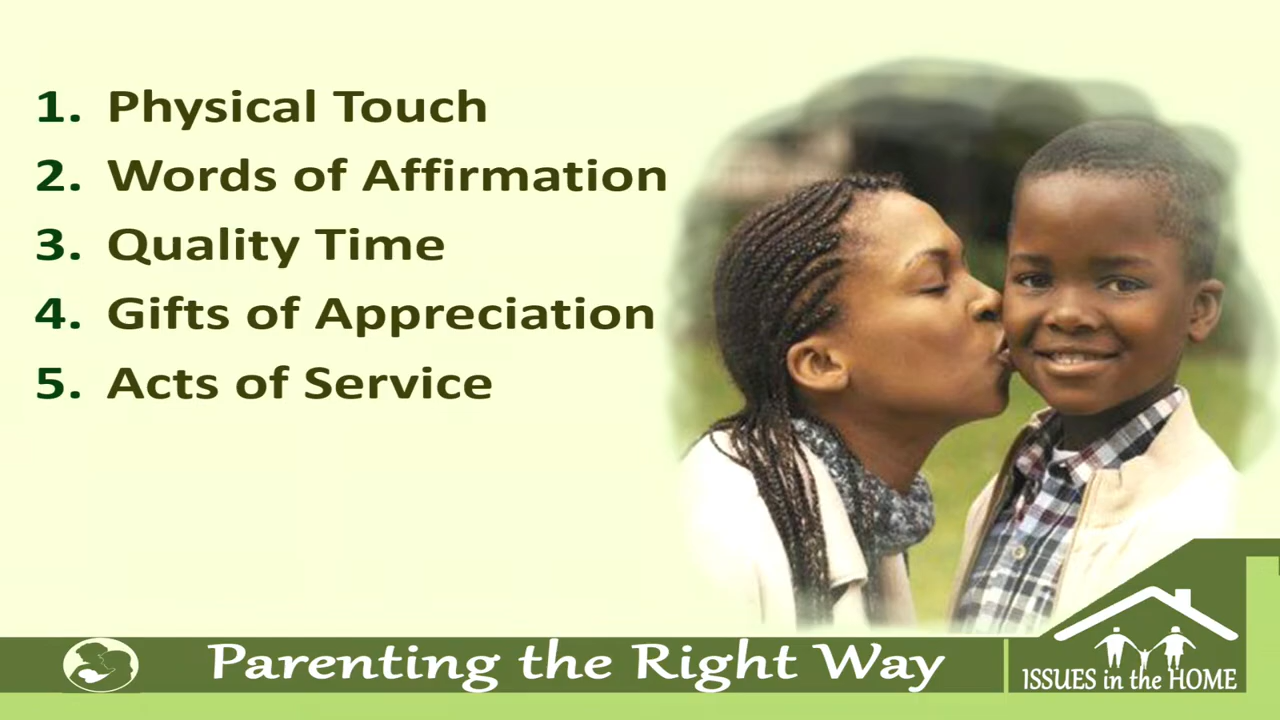 1. Physical Touch
2. Words of Affirmation
3. Quality Time
4. Gifts of Appreciation
5. Acts of Service
Parenting the Right Way
ISSUES in the HOME